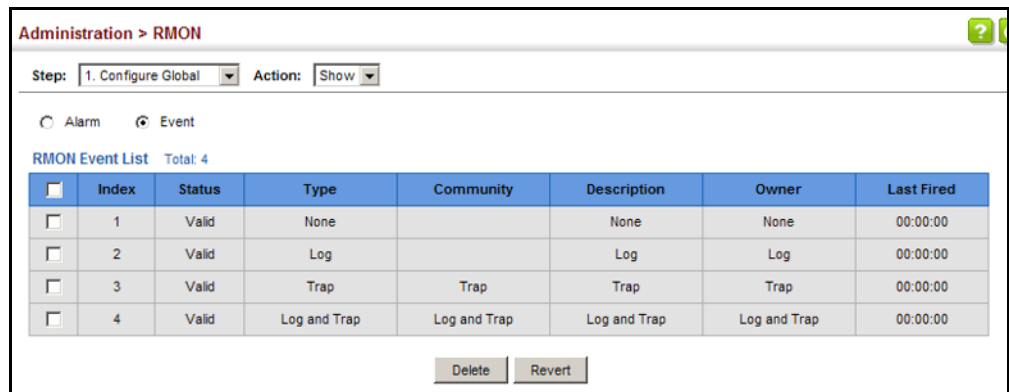 Administration > RMON
?
Step: 1. Configure Global Action: Show
Alarm Event
RMON Event List Total: 4
Index Status Type Community Description Owner Last Fired
1 Valid None None None 00:00:00
2 Valid Log Log Log 00:00:00
3 Valid Trap Trap Trap Trap 00:00:00
4 Valid Log and Trap Log and Trap Log and Trap Log and Trap 00:00:00
Delete Revert